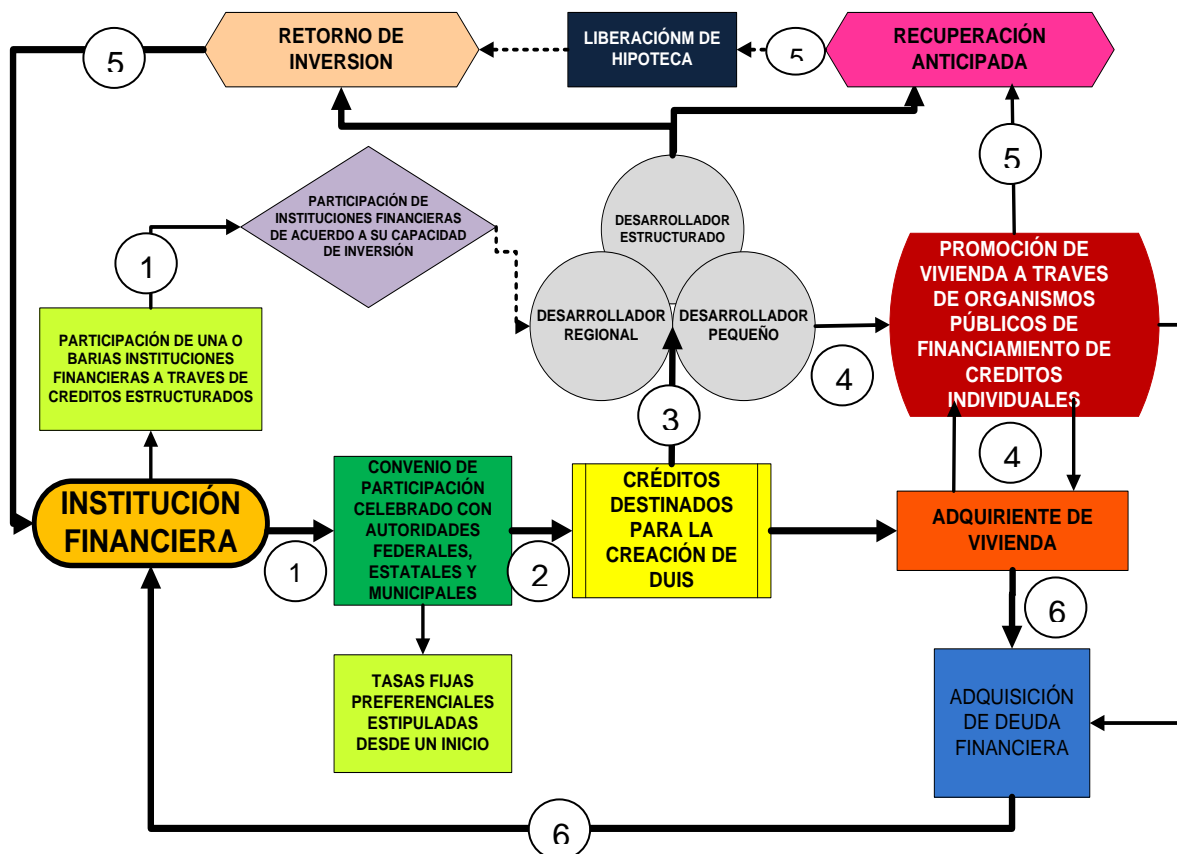 5
RETORNO DE
INVERSION
LIBERACIÓNM DE
HIPOTECA
5
RECUPERACIÓN
ANTICIPADA
1
PARTICIPACIÓN DE
INSTITUCIONES FINANCIERAS
DE ACUERDO A SU CAPACIDAD
DE INVERSIÓN
DESARROLLADOR
ESTRUCTURADO
5
PARTICIPACIÓN DE UNA O
BARIAS INSTITUCIONES
FINANCIERAS A TRAVES DE
CREDITOS ESTRUCTURADOS
DESARROLLADOR
REGIONAL
DESARROLLADOR
PEQUEÑO
4
PROMOCIÓN DE
VIVIENDA A TRAVES
DE ORGANISMOS
PÚBLICOS DE
FINANCIAMIENTO DE
CREDITOS
INDIVIDUALES
3
4
INSTITUCIÓN
FINANCIERA
1
CONVENIO DE
PARTICIPACIÓN
CELEBRADO CON
AUTORIDADES
FEDERALES,
ESTATALES Y
MUNICIPALES
2
CRÉDITOS
DESTINADOS
PARA LA
CREACIÓN DE
DUIS
ADQUIRIENTE DE
VIVIENDA
6
TASAS FIJAS
PREFERENCIALES
ESTIPULADAS
DESDE UN INICIO
ADQUISICIÓN
DE DEUDA
FINANCIERA
6